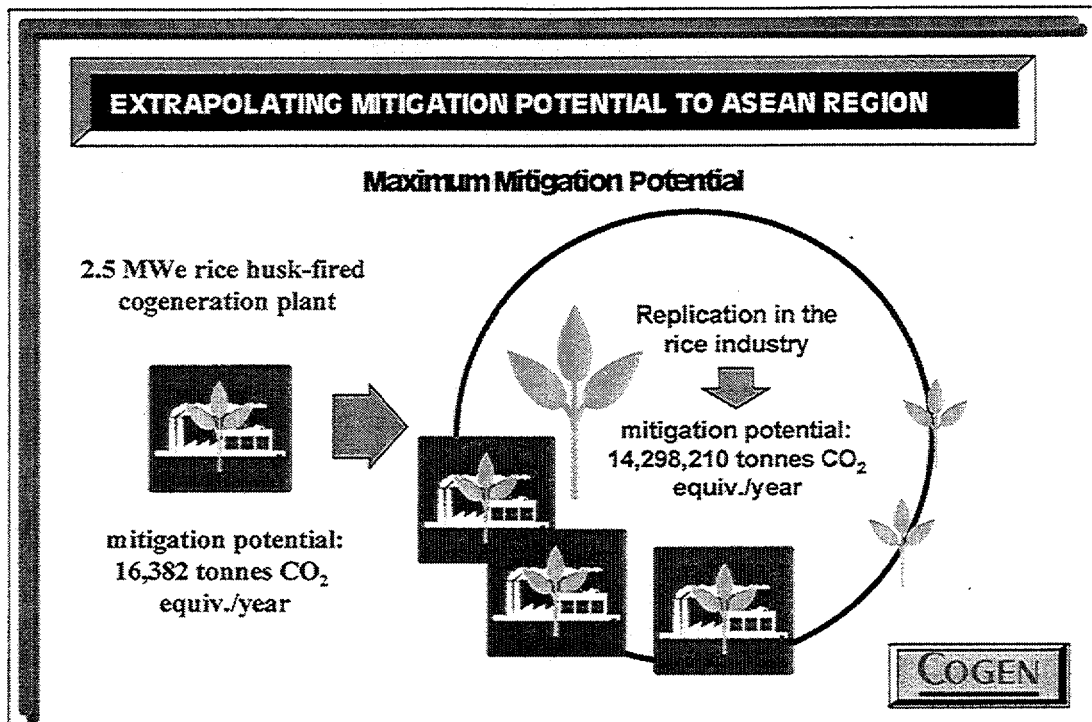 EXTRAPOLATING MITIGATION POTENTIAL TO ASEAN REGION
Maximum Mitigation Potential
2.5 MWe rice husk-fired
cogeneration plant
mitigation potential:
16,382 tonnes CO₂
equiv./year
Replication in the
rice industry
mitigation potential:
14,298,210 tonnes CO₂
equiv./year
COGEN